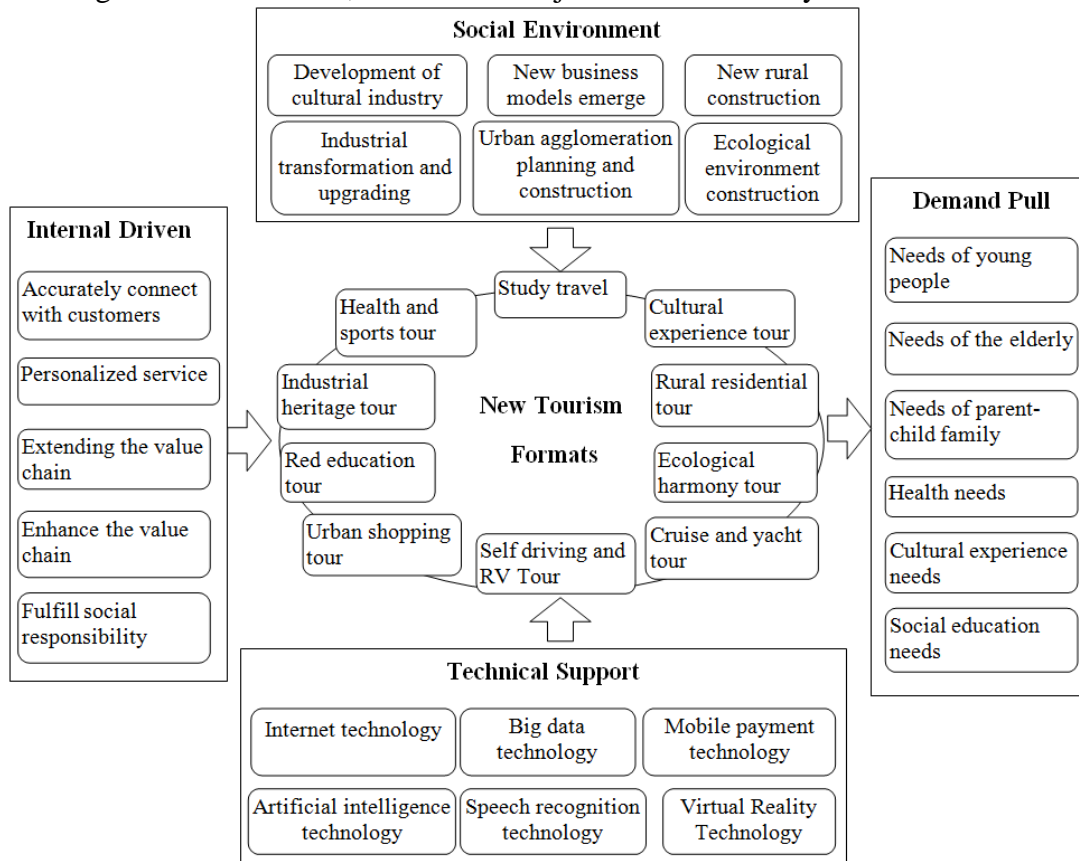 Social Environment
Development of
cultural industry
New business
models emerge
New rural
construction
Industrial
transformation and
upgrading
Urban agglomeration
planning and
construction
Ecological
environment
construction
Internal Driven
Accurately connect
with customers
Personalized service
Extending the value
chain
Enhance the value
chain
Fulfill social
responsibility
Study travel
Health and
sports tour
Cultural
experience tour
Industrial
heritage tour
New Tourism
Formats
Rural residential
tour
Red education
tour
Ecological
harmony tour
Urban shopping
tour
Self driving and
RV Tour
Cruise and yacht
tour
Demand Pull
Needs of young
people
Needs of the elderly
Needs of parent-
child family
Health needs
Cultural experience
needs
Social education
needs
Technical Support
Internet technology
Big data
technology
Mobile payment
technology
Artificial intelligence
technology
Speech recognition
technology
Virtual Reality
Technology